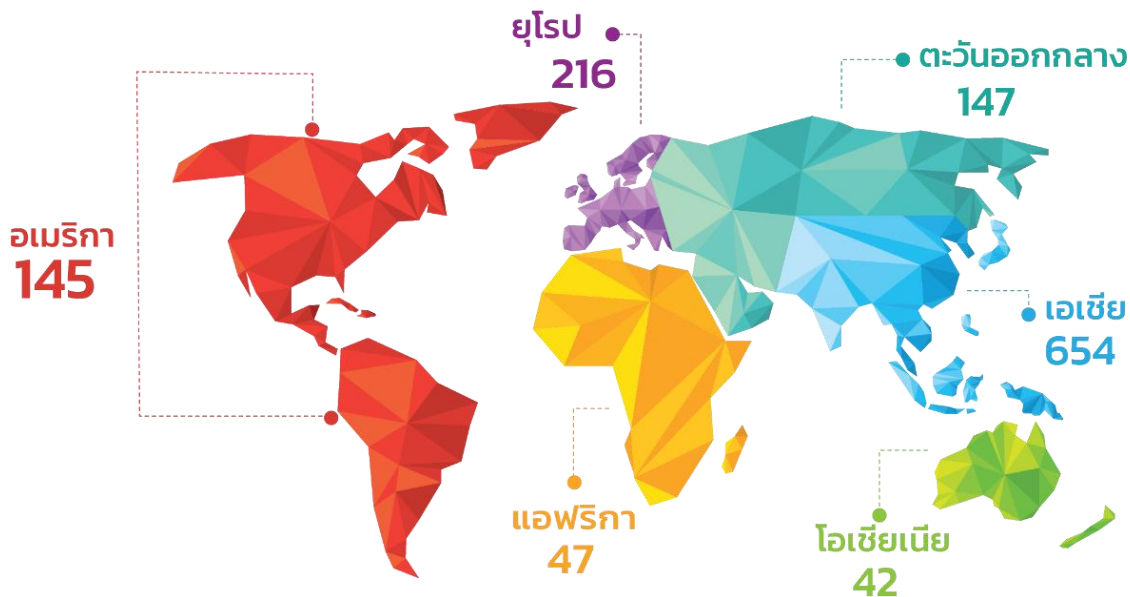 ยุโรป
216
ตะวันออกกลาง
147
อเมริกา
145
เอเชีย
654
แอฟริกา
47
โอเชียเนีย
42